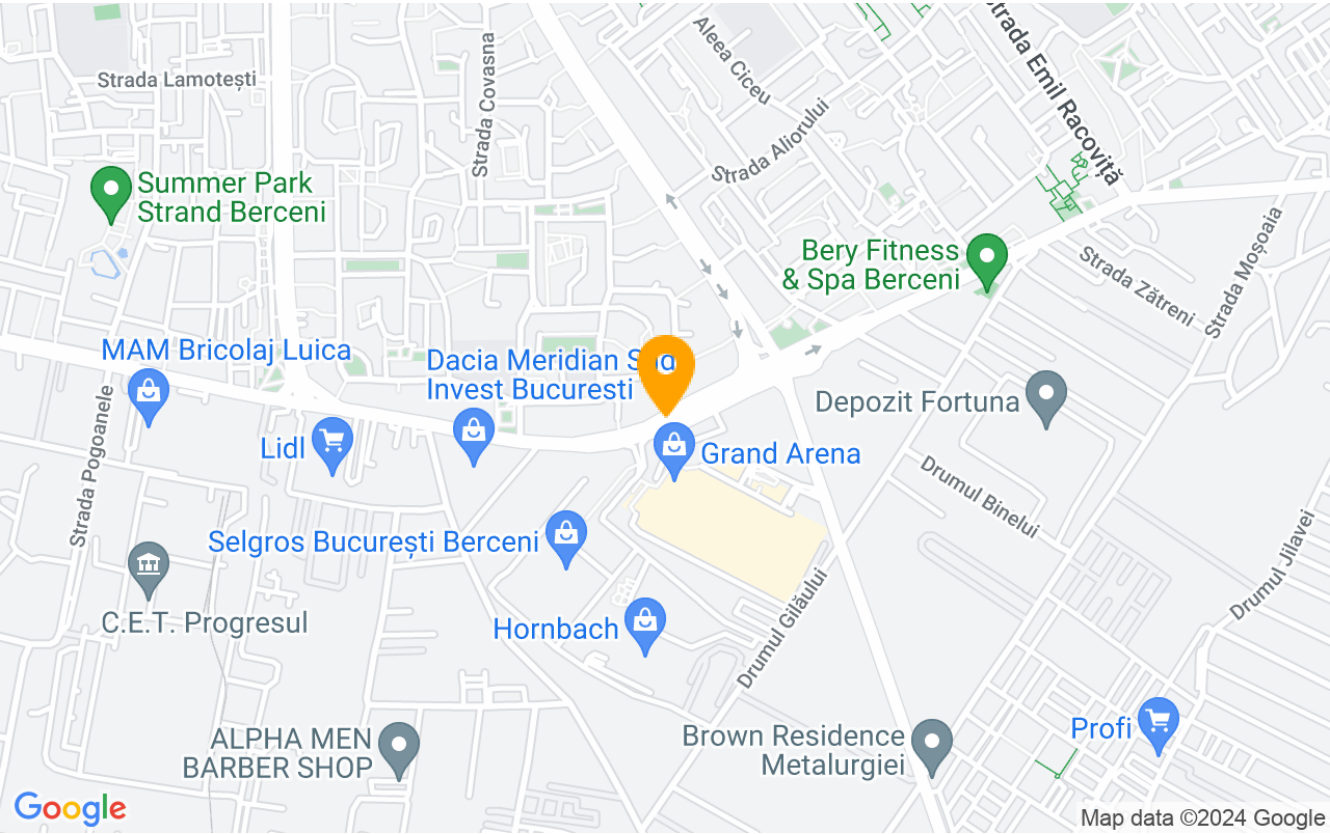 Aleea Ciceu
Strada Emil Racoviță
Strada Lamotești
Strada Covasna
Strada Aliorului
Summer Park
Strand Berceni
Bery Fitness
& Spa Berceni
Strada Zătreni
Strada Moșoaia
MAM Bricolaj Luica
Dacia Meridian Sud
Invest Bucuresti
Depozit Fortuna
Strada Pogoanele
Lidl
Grand Arena
Drumul Binelui
Selgros București Berceni
Drumul Jilavei
C.E.T. Progresul
Hornbach
Drumul Gilăului
ALPHA MEN
BARBER SHOP
Brown Residence
Metalurgiei
Profi
Google
Map data ©2024 Google